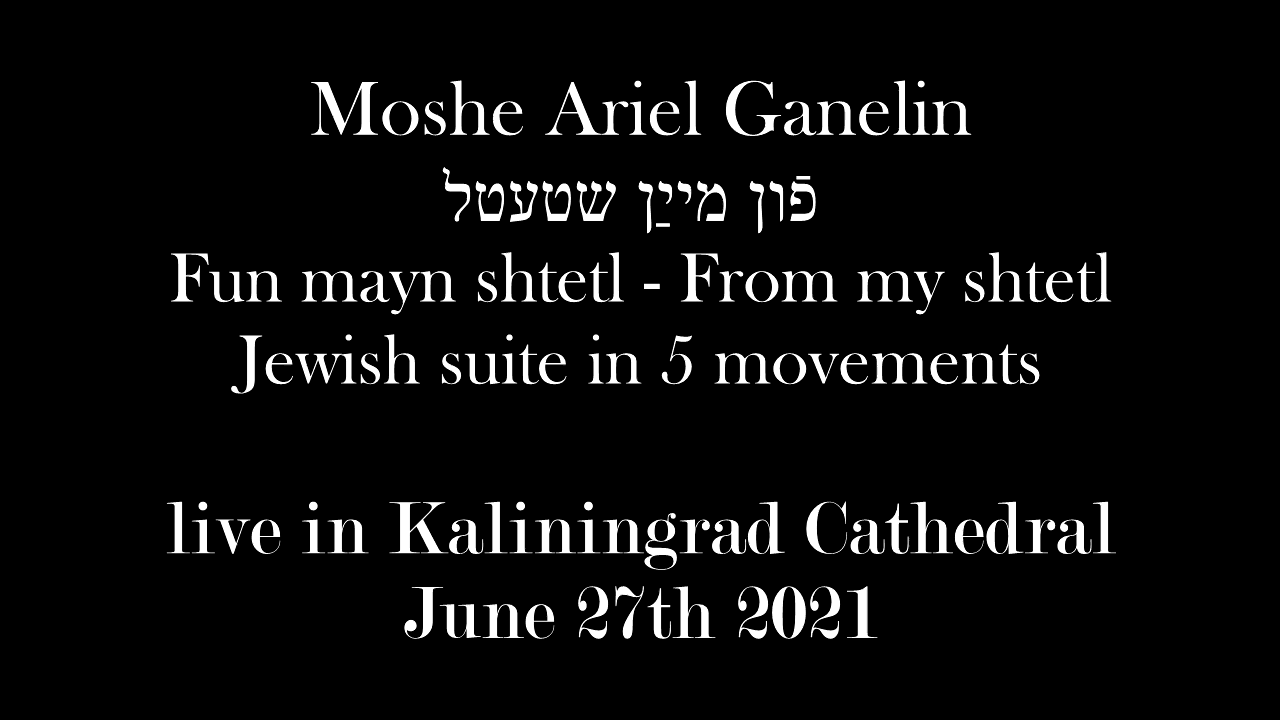 Moshe Ariel Ganelin
פֿון מייַן שטעטל
Fun mayn shtetl - From my shtetl
Jewish suite in 5 movements
live in Kaliningrad Cathedral
June 27th 2021